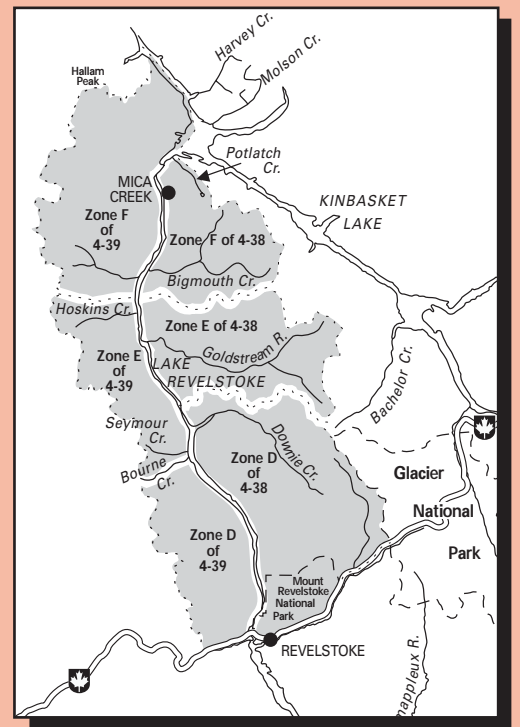 Harvey Cr.
Molson Cr.
Hallam
Peak
Potlatch
Cr.
MICA
CREEK
KINBASKET
LAKE
Zone F
of
4-39
Zone F of 4-38
Bigmouth Cr.
Hoskins Cr.
Zone E of 4-38
Zone E
of
4-39
LAKE
REVELSTOKE
Goldstream R.
Bachelor Cr.
Seymour
Cr.
Bourne
Cr.
Downie Cr.
Zone D
of
4-38
Glacier
National
Park
Zone D
of
4-39
Mount
Revelstoke
National
Park
REVELSTOKE